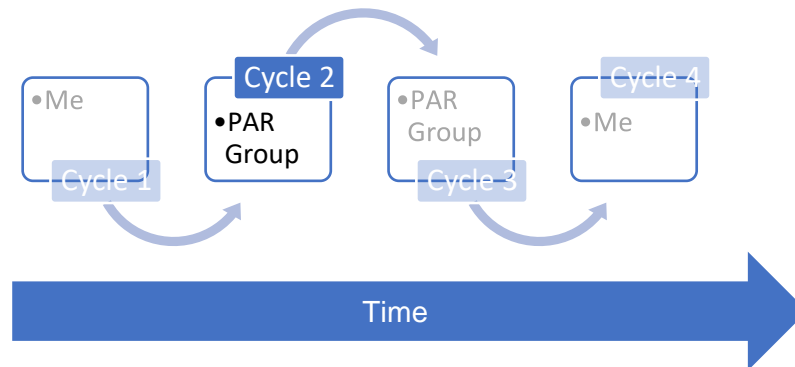 •Me
Cycle 1
Cycle 2
•PAR
Group
•PAR
Group
Cycle 3
Cycle 4
•Me
Time